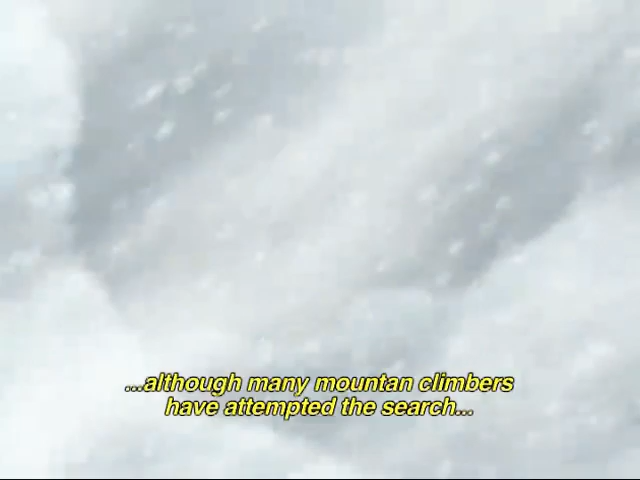 ...although many mountan climbers
have attempted the search...